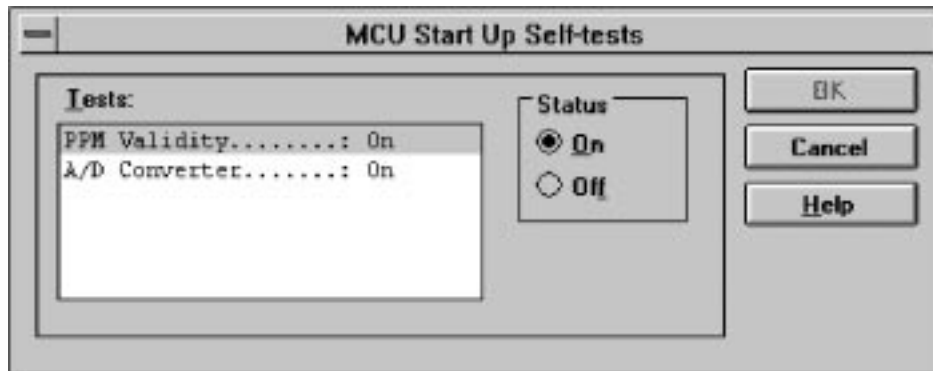 MCU Start Up Self-tests
Tests:
PPM Validity........: On
A/D Converter.......: On
Status
On
Off
OK
Cancel
Help